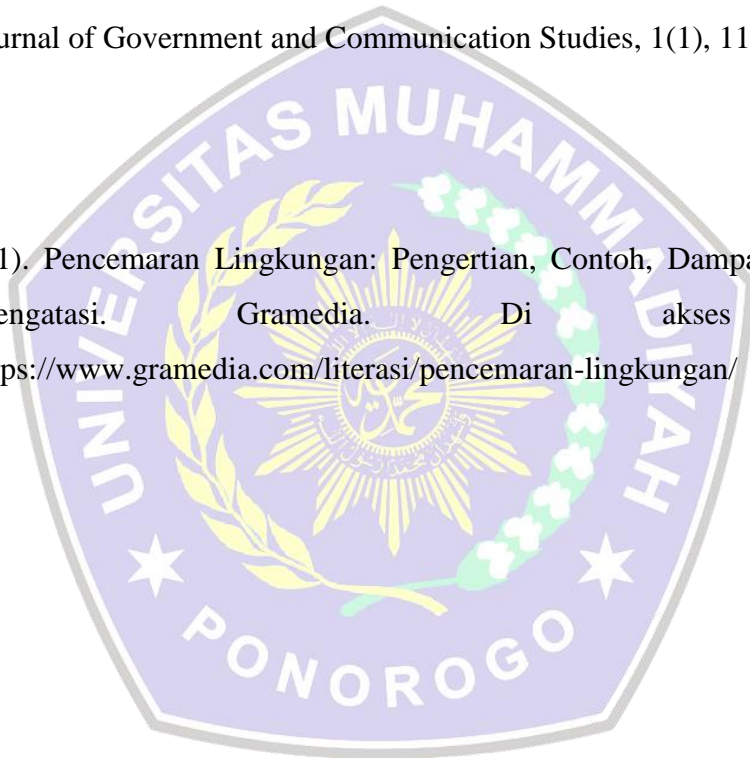 urnal of Government and Communication Studies, 1(1), 11
UNIVERSITAS MUHAMMADIYAH
1). Pencemaran Lingkungan: Pengertian, Contoh, Dampa
engatasi. Gramedia. Di akses
ps://www.gramedia.com/literasi/pencemaran-lingkungan/
محمد
PONOROGO